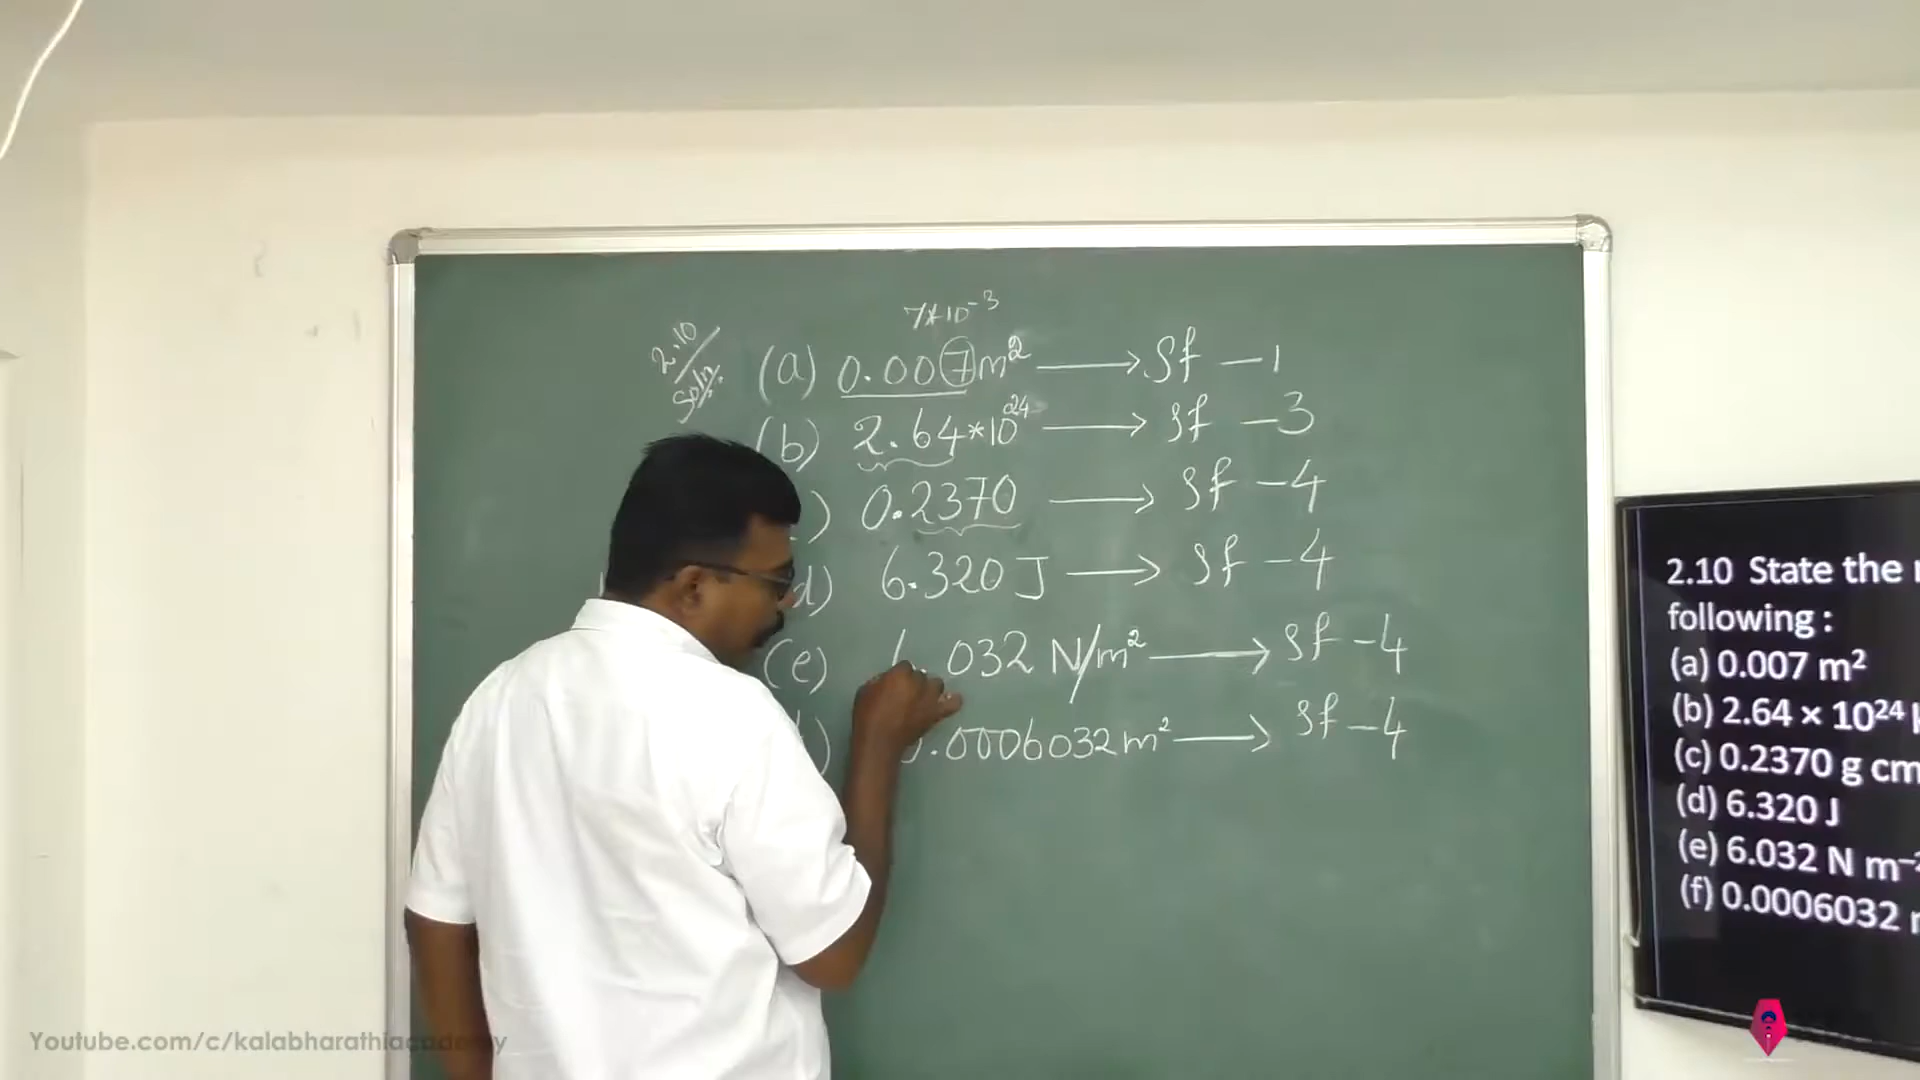 7*10⁻³
2.10
Soln.
(a) 0.007 m² → Sf – 1
(b) 2.64*10²⁴ → Sf – 3
) 0.2370 → Sf – 4
d) 6.320 J → Sf – 4
(e) .032 N/m² → Sf – 4
) 0.0006032 m² → Sf – 4
2.10 State the
following :
(a) 0.007 m²
(b) 2.64 × 10²⁴
(c) 0.2370 g cm
(d) 6.320 J
(e) 6.032 N m⁻²
(f) 0.0006032
Youtube.com/c/kalabharathiacademy